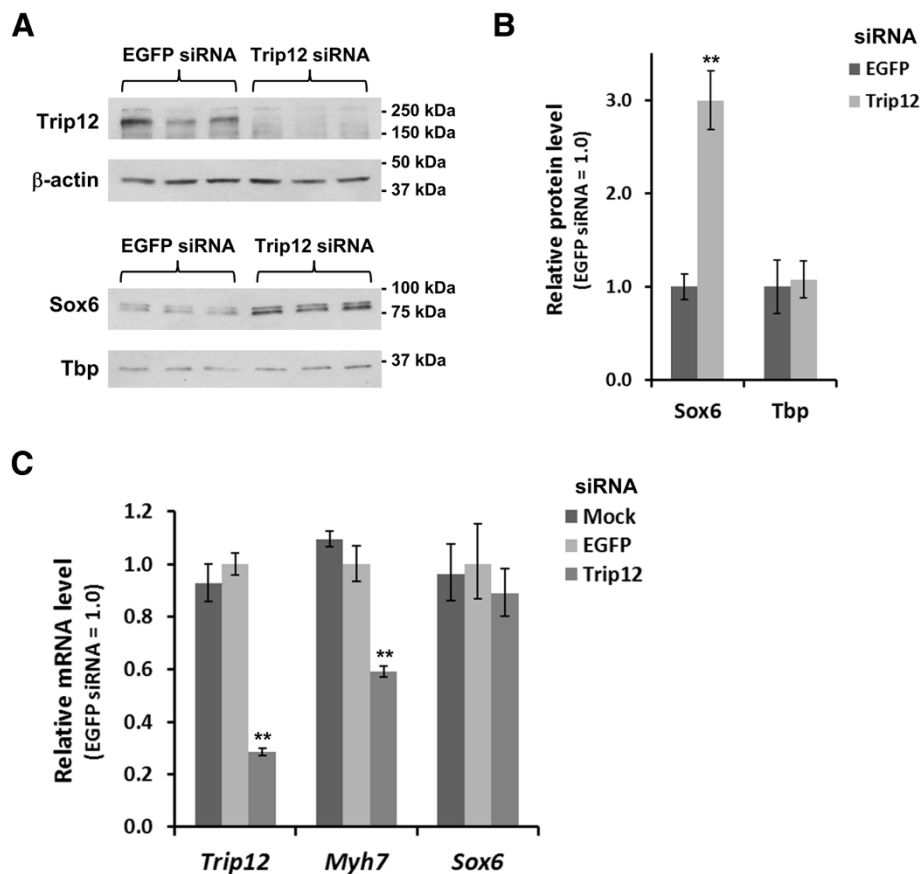 A
EGFP siRNA Trip12 siRNA
Trip12
- 250 kDa
- 150 kDa
β-actin
- 50 kDa
- 37 kDa
EGFP siRNA Trip12 siRNA
Sox6
- 100 kDa
- 75 kDa
Tbp
- 37 kDa
B
siRNA
EGFP
Trip12
Relative protein level
(EGFP siRNA = 1.0)
3.0
2.0
1.0
0.0
**
Sox6 Tbp
C
siRNA
Mock
EGFP
Trip12
Relative mRNA level
(EGFP siRNA = 1.0)
1.2
1.0
0.8
0.6
0.4
0.2
0.0
**
**
Trip12 Myh7 Sox6